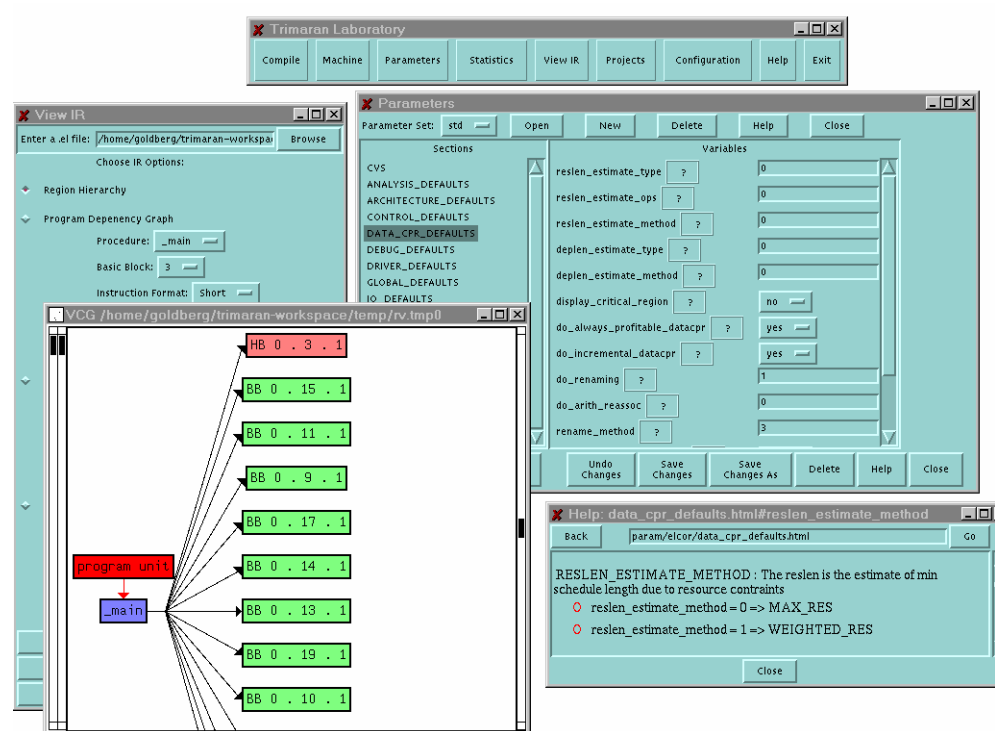 Trimaran Laboratory
Compile Machine Parameters Statistics View IR Projects Configuration Help Exit
View IR
Enter a .el file: /home/goldberg/trimaran-workspa Browse
Choose IR Options:
Region Hierarchy
Program Depenency Graph
Procedure: _main
Basic Block: 3
Instruction Format: Short
Parameters
Parameter Set: std Open New Delete Help Close
Sections
CVS
ANALYSIS_DEFAULTS
ARCHITECTURE_DEFAULTS
CONTROL_DEFAULTS
DATA_CPR_DEFAULTS
DEBUG_DEFAULTS
DRIVER_DEFAULTS
GLOBAL_DEFAULTS
IO_DEFAULTS
Variables
reslen_estimate_type ? 0
reslen_estimate_ops ? 0
reslen_estimate_method ? 0
deplen_estimate_type ? 0
deplen_estimate_method ? 0
display_critical_region ? no
do_always_profitable_datacpr ? yes
do_incremental_datacpr ? yes
do_renaming ? 1
do_arith_reassoc ? 0
rename_method ? 3
Undo Changes Save Changes Save Changes As Delete Help Close
VCG /home/goldberg/trimaran-workspace/temp/rv.tmp0
HB 0 . 3 . 1
BB 0 . 15 . 1
BB 0 . 11 . 1
BB 0 . 9 . 1
BB 0 . 17 . 1
BB 0 . 14 . 1
program unit
_main
BB 0 . 13 . 1
BB 0 . 19 . 1
BB 0 . 10 . 1
Help: data_cpr_defaults.html#reslen_estimate_method
Back param/elcor/data_cpr_defaults.html Go
RESLEN_ESTIMATE_METHOD : The reslen is the estimate of min
schedule length due to resource contraints
reslen_estimate_method = 0 => MAX_RES
reslen_estimate_method = 1 => WEIGHTED_RES
Close